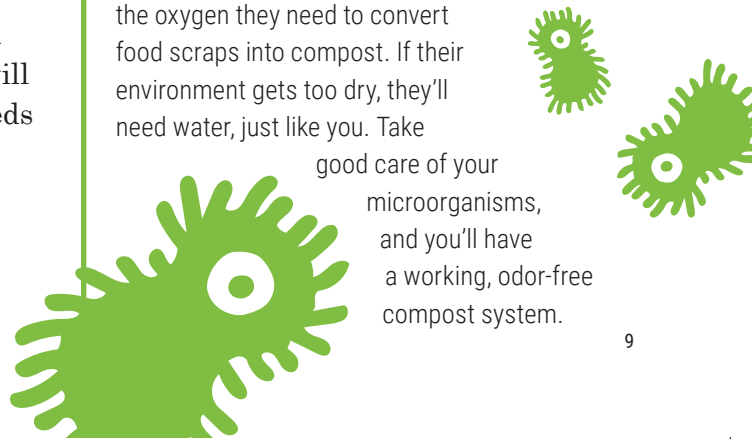 the oxygen they need to convert
food scraps into compost. If their
environment gets too dry, they'll
need water, just like you. Take
good care of your
microorganisms,
and you'll have
a working, odor-free
compost system.
9